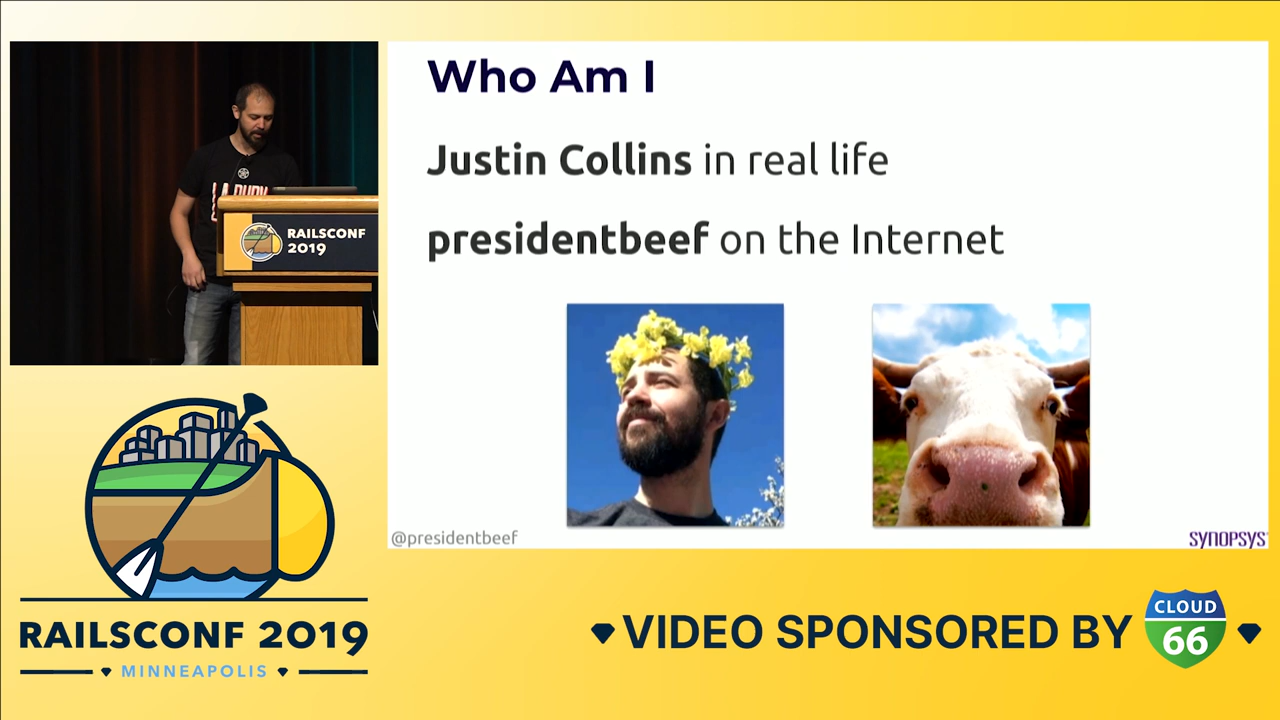 Who Am I
Justin Collins in real life
presidentbeef on the Internet
@presidentbeef
SYNOPSYS
RAILSCONF
2019
RAILSCONF 2019
MINNEAPOLIS
VIDEO SPONSORED BY
CLOUD
66